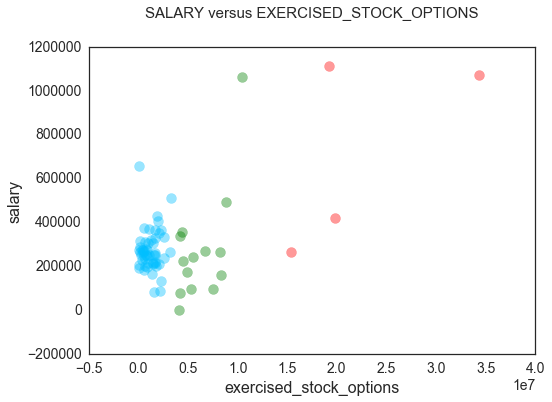 SALARY versus EXERCISED_STOCK_OPTIONS
1200000
1000000
800000
600000
400000
200000
0
−200000
salary
−0.5 0.0 0.5 1.0 1.5 2.0 2.5 3.0 3.5 4.0
1e7
exercised_stock_options